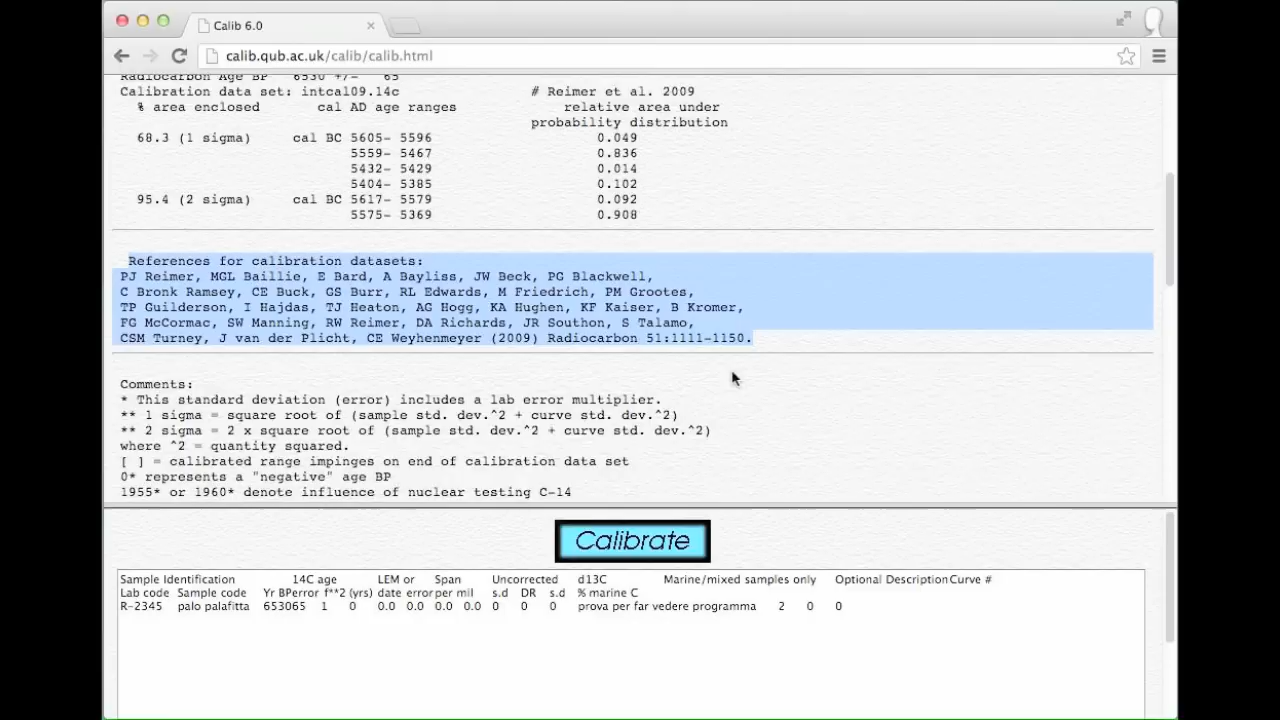 Calib 6.0
calib.qub.ac.uk/calib/calib.html
Radiocarbon Age BP 6530 +/- 65
Calibration data set: intcal09.14c # Reimer et al. 2009
% area enclosed cal AD age ranges relative area under
probability distribution
68.3 (1 sigma) cal BC 5605- 5596 0.049
5559- 5467 0.836
5432- 5429 0.014
5404- 5385 0.102
95.4 (2 sigma) cal BC 5617- 5579 0.092
5575- 5369 0.908
References for calibration datasets:
PJ Reimer, MGL Baillie, E Bard, A Bayliss, JW Beck, PG Blackwell,
C Bronk Ramsey, CE Buck, GS Burr, RL Edwards, M Friedrich, PM Grootes,
TP Guilderson, I Hajdas, TJ Heaton, AG Hogg, KA Hughen, KF Kaiser, B Kromer,
FG McCormac, SW Manning, RW Reimer, DA Richards, JR Southon, S Talamo,
CSM Turney, J van der Plicht, CE Weyhenmeyer (2009) Radiocarbon 51:1111-1150.
Comments:
* This standard deviation (error) includes a lab error multiplier.
** 1 sigma = square root of (sample std. dev.^2 + curve std. dev.^2)
** 2 sigma = 2 x square root of (sample std. dev.^2 + curve std. dev.^2)
where ^2 = quantity squared.
[ ] = calibrated range impinges on end of calibration data set
0* represents a "negative" age BP
1955* or 1960* denote influence of nuclear testing C-14
Calibrate
Sample Identification 14C age LEM or Span Uncorrected d13C Marine/mixed samples only Optional Description Curve #
Lab code Sample code Yr BP error f**2 (yrs) date error per mil s.d DR s.d % marine C
R-2345 palo palafitta 653065 1 0 0.0 0.0 0.0 0.0 0 0 0 prova per far vedere programma 2 0 0